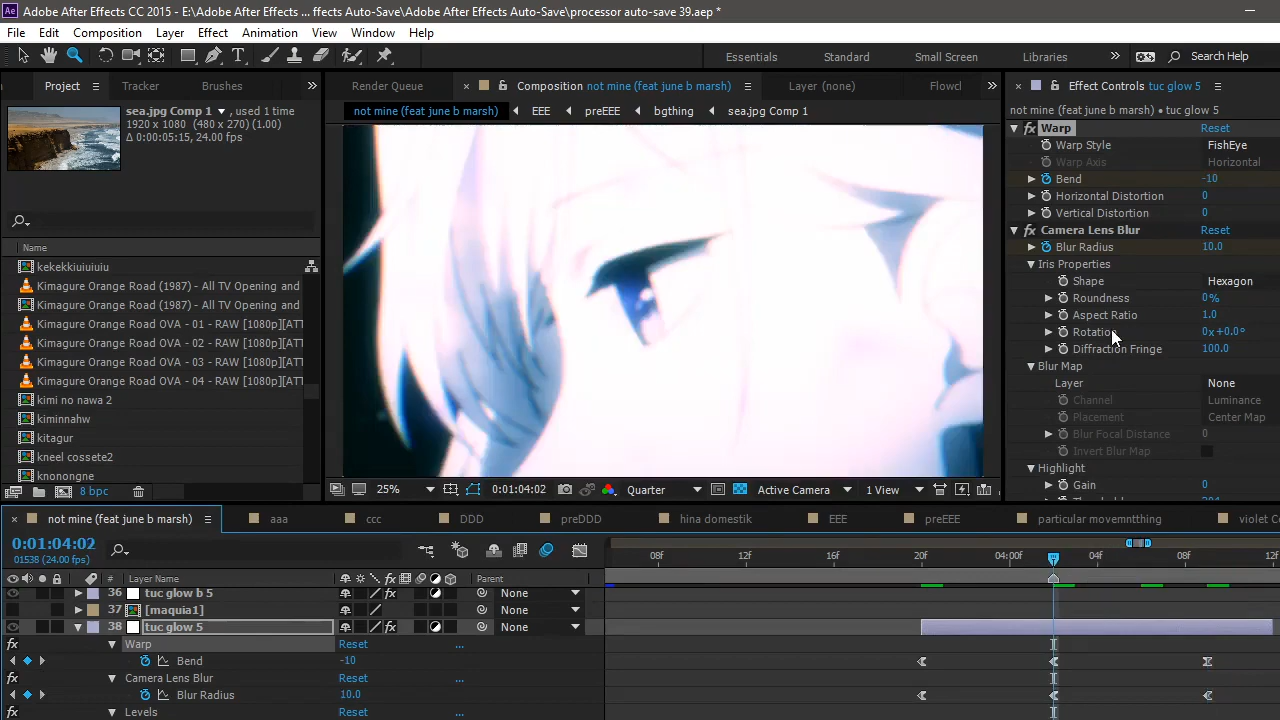 Ae Adobe After Effects CC 2015 - E:\Adobe After Effects ... ffects Auto-Save\Adobe After Effects Auto-Save\processor auto-save 39.aep *
File Edit Composition Layer Effect Animation View Window Help
Essentials Standard Small Screen Libraries Search Help
Project Tracker Brushes
Render Queue Composition not mine (feat june b marsh) Layer (none) Flowcl
Effect Controls tuc glow 5
sea.jpg Comp 1 , used 1 time
1920 x 1080 (480 x 270) (1.00)
Δ 0:00:05:15, 24.00 fps
not mine (feat june b marsh) EEE preEEE bgthing sea.jpg Comp 1
not mine (feat june b marsh) • tuc glow 5
fx Warp Reset
Warp Style FishEye
Warp Axis Horizontal
Bend -10
Horizontal Distortion 0
Vertical Distortion 0
fx Camera Lens Blur Reset
Blur Radius 10.0
Iris Properties
Shape Hexagon
Roundness 0%
Aspect Ratio 1.0
Rotation 0x+0.0°
Diffraction Fringe 100.0
Blur Map
Layer None
Channel Luminance
Placement Center Map
Blur Focal Distance 0
Invert Blur Map
Highlight
Gain 0
Name
kekekkiuiuiuiu
Kimagure Orange Road (1987) - All TV Opening and
Kimagure Orange Road (1987) - All TV Opening and
Kimagure Orange Road OVA - 01 - RAW [1080p][ATT
Kimagure Orange Road OVA - 02 - RAW [1080p][ATT
Kimagure Orange Road OVA - 03 - RAW [1080p][ATT
Kimagure Orange Road OVA - 04 - RAW [1080p][ATT
kimi no nawa 2
kiminnahw
kitagur
kneel cossete2
knonongne
8 bpc
25% 0:01:04:02 Quarter Active Camera 1 View
not mine (feat june b marsh) aaa ccc DDD preDDD hina domestik EEE preEEE particular movemntthing violet Co
0:01:04:02
01538 (24.00 fps)
08f 12f 16f 20f 04:00f 04f 08f 12f
# Layer Name fx Parent
36 tuc glow b 5 fx None
37 [maquia1] None
38 tuc glow 5 fx None
fx Warp Reset ...
Bend -10
fx Camera Lens Blur Reset ...
Blur Radius 10.0
fx Levels Reset ...